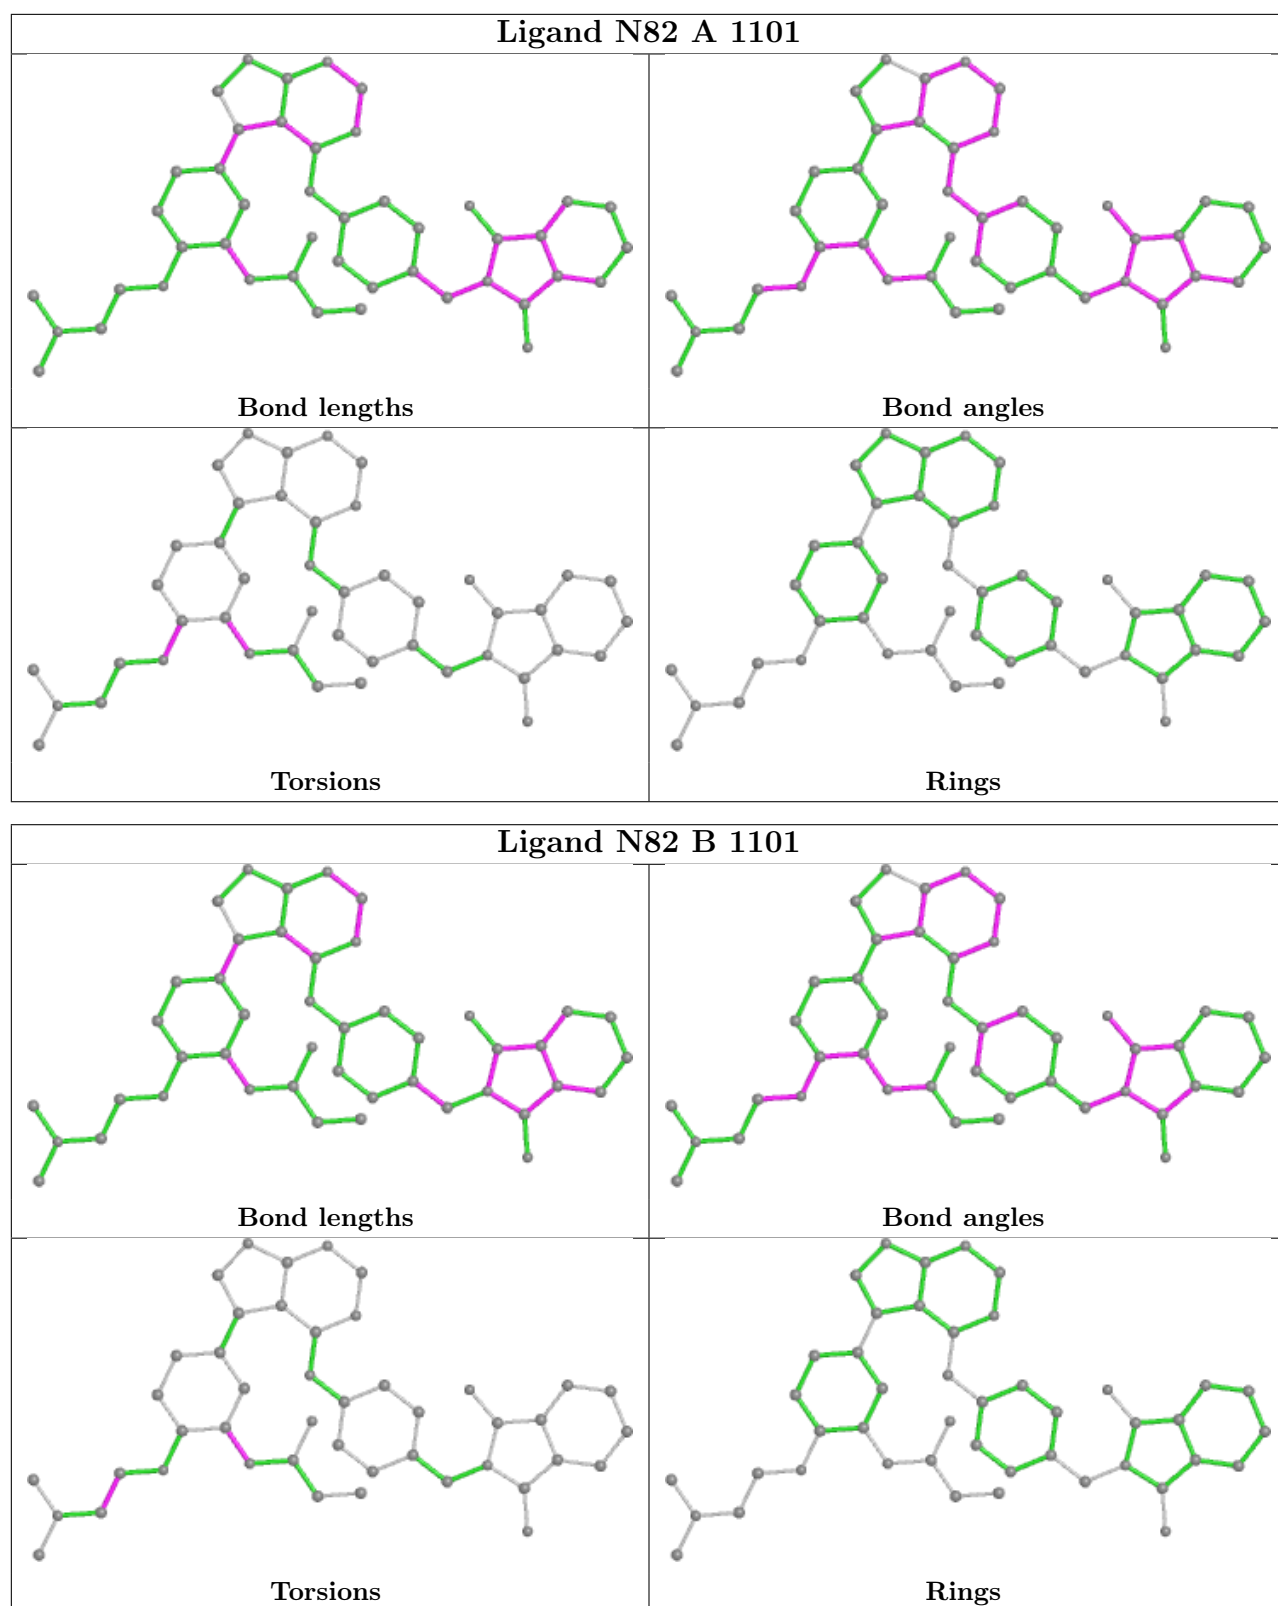 Ligand N82 A 1101
Bond lengths
Bond angles
Torsions
Rings
Ligand N82 B 1101
Bond lengths
Bond angles
Torsions
Rings